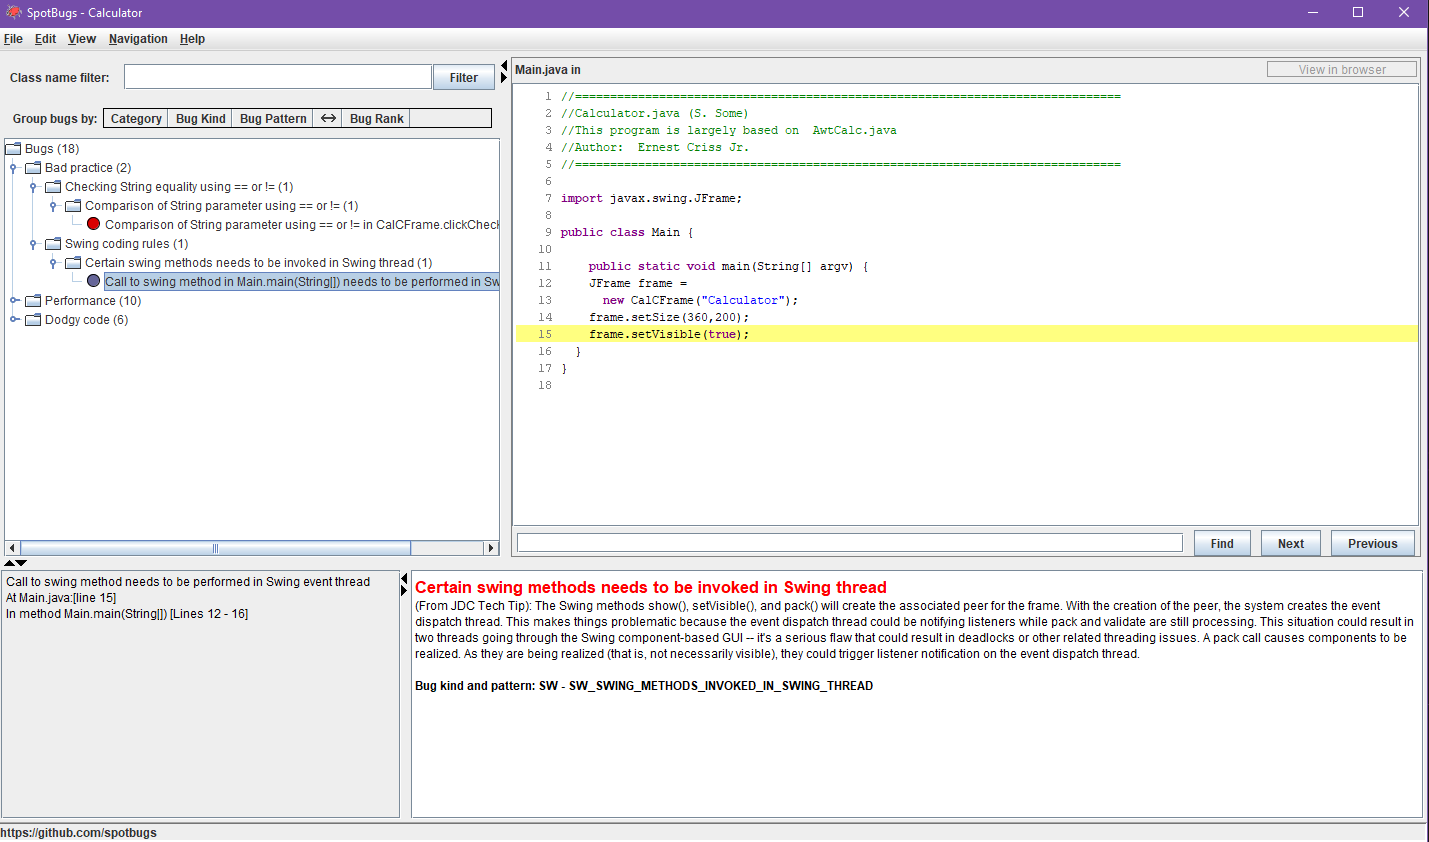 SpotBugs - Calculator
File Edit View Navigation Help
Class name filter:
Filter
Group bugs by: Category Bug Kind Bug Pattern ↔ Bug Rank
Bugs (18)
Bad practice (2)
Checking String equality using == or != (1)
Comparison of String parameter using == or != (1)
Comparison of String parameter using == or != in CalCFrame.clickCheck
Swing coding rules (1)
Certain swing methods needs to be invoked in Swing thread (1)
Call to swing method in Main.main(String[]) needs to be performed in Sw
Performance (10)
Dodgy code (6)
Main.java in
View in browser
1 //==============================================================================
2 //Calculator.java (S. Some)
3 //This program is largely based on  AwtCalc.java
4 //Author:  Ernest Criss Jr.
5 //==============================================================================
6
7 import javax.swing.JFrame;
8
9 public class Main {
10
11     public static void main(String[] argv) {
12     JFrame frame =
13       new CalCFrame("Calculator");
14     frame.setSize(360,200);
15     frame.setVisible(true);
16   }
17 }
18
Find Next Previous
Call to swing method needs to be performed in Swing event thread
At Main.java:[line 15]
In method Main.main(String[]) [Lines 12 - 16]
Certain swing methods needs to be invoked in Swing thread
(From JDC Tech Tip): The Swing methods show(), setVisible(), and pack() will create the associated peer for the frame. With the creation of the peer, the system creates the event
dispatch thread. This makes things problematic because the event dispatch thread could be notifying listeners while pack and validate are still processing. This situation could result in
two threads going through the Swing component-based GUI -- it's a serious flaw that could result in deadlocks or other related threading issues. A pack call causes components to be
realized. As they are being realized (that is, not necessarily visible), they could trigger listener notification on the event dispatch thread.
Bug kind and pattern: SW - SW_SWING_METHODS_INVOKED_IN_SWING_THREAD
https://github.com/spotbugs